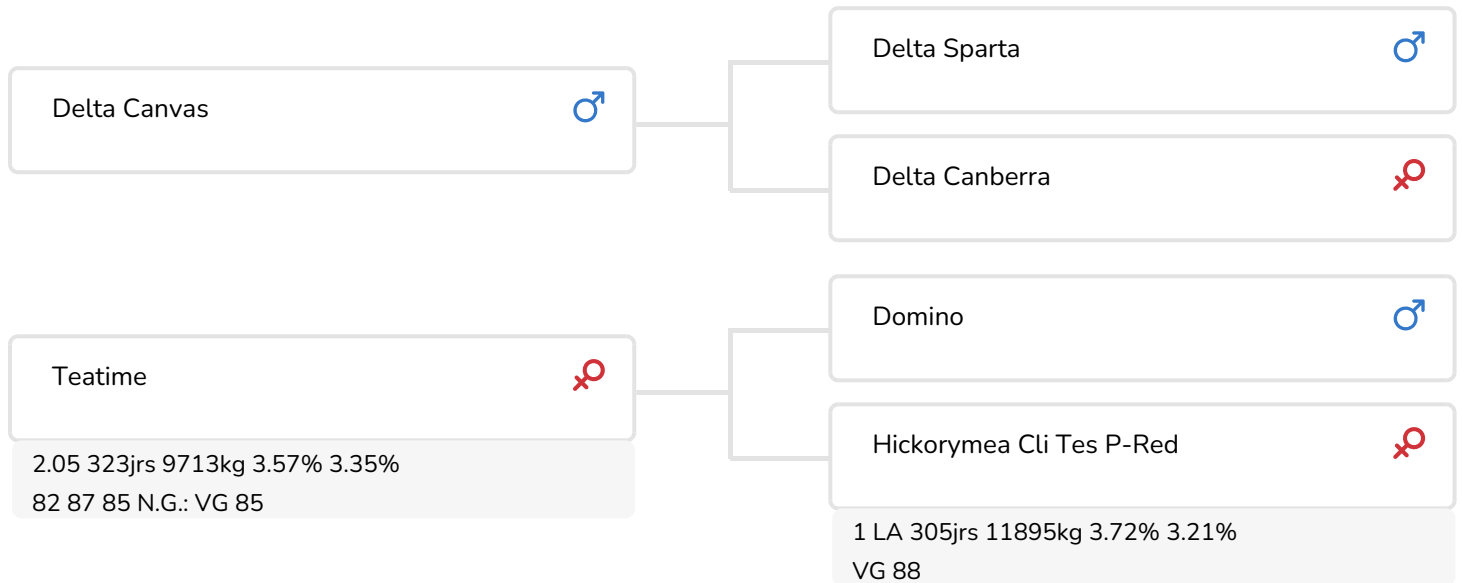 Delta Canvas
Delta Sparta
Delta Canberra
Teatime
2.05 323jrs 9713kg 3.57% 3.35%
82 87 85 N.G.: VG 85
Domino
Hickorymea Cli Tes P-Red
1 LA 305jrs 11895kg 3.72% 3.21%
VG 88